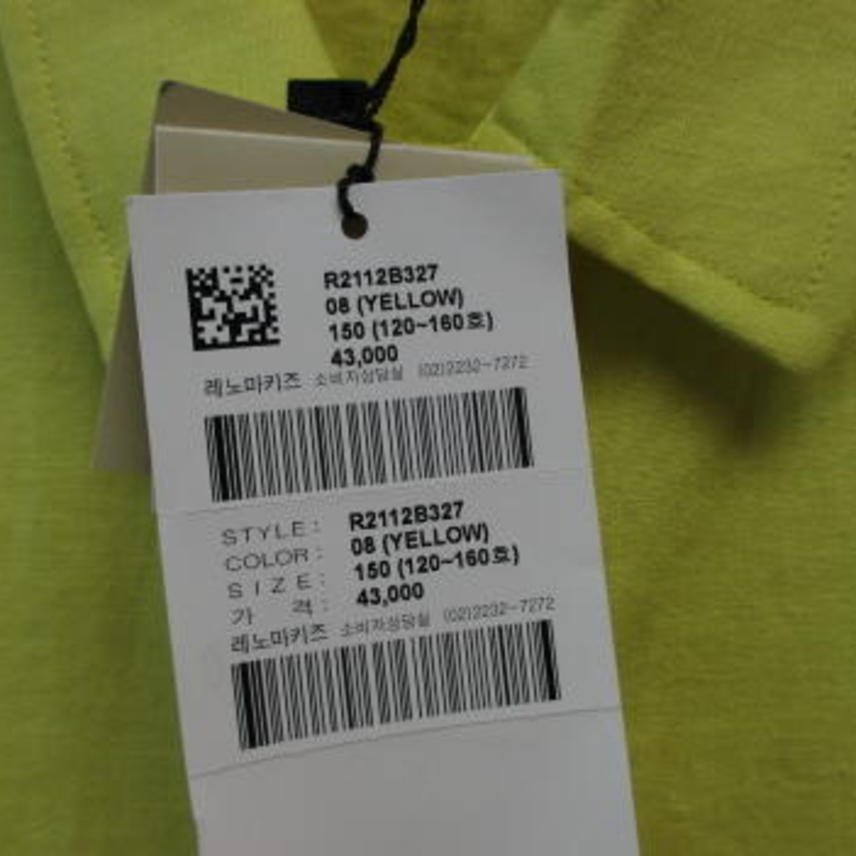 R2112B327
08 (YELLOW)
150 (120~160호)
43,000
레노마키즈 소비자상담실 (02)2232-7272
STYLE: R2112B327
COLOR: 08 (YELLOW)
SIZE: 150 (120~160호)
가 격: 43,000
레노마키즈 소비자상담실 (02)2232-7272